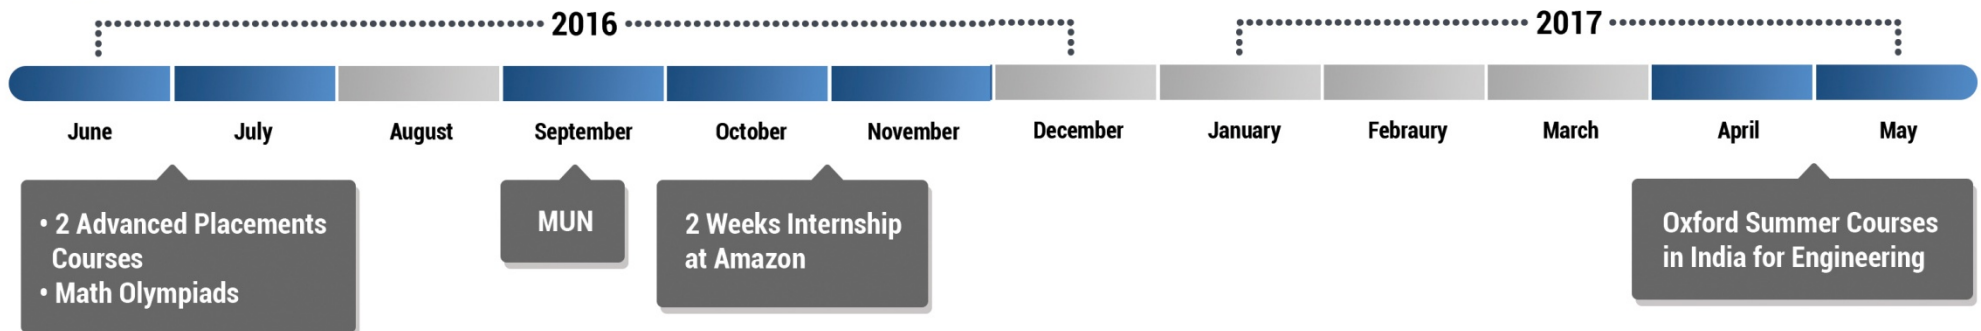 2016
2017
June
July
August
September
October
November
December
January
Febraury
March
April
May
• 2 Advanced Placements
Courses
• Math Olympiads
MUN
2 Weeks Internship
at Amazon
Oxford Summer Courses
in India for Engineering